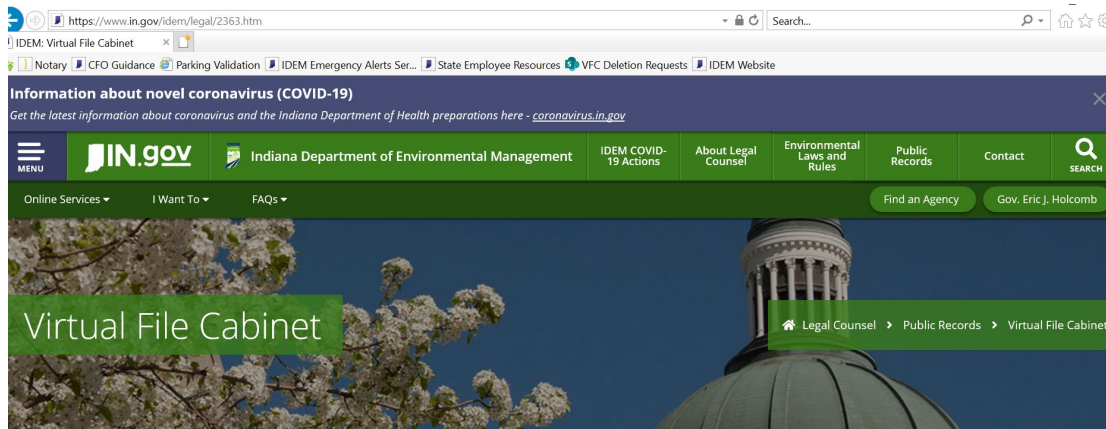 https://www.in.gov/idem/legal/2363.htm
Search...
IDEM: Virtual File Cabinet
Notary CFO Guidance Parking Validation IDEM Emergency Alerts Ser... State Employee Resources VFC Deletion Requests IDEM Website
Information about novel coronavirus (COVID-19)
Get the latest information about coronavirus and the Indiana Department of Health preparations here - coronavirus.in.gov
MENU
IN.gov
Indiana Department of Environmental Management
IDEM COVID-
19 Actions
About Legal
Counsel
Environmental
Laws and
Rules
Public
Records
Contact
SEARCH
Online Services I Want To FAQs Find an Agency Gov. Eric J. Holcomb
Virtual File Cabinet
Legal Counsel > Public Records > Virtual File Cabinet